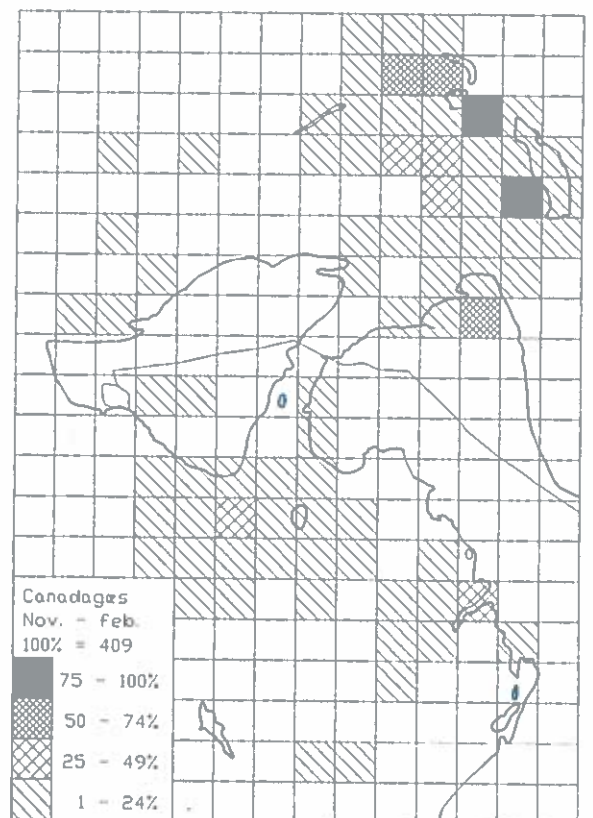 Canadagæs
Nov. - Feb.
100% = 409
75 - 100%
50 - 74%
25 - 49%
1 - 24%